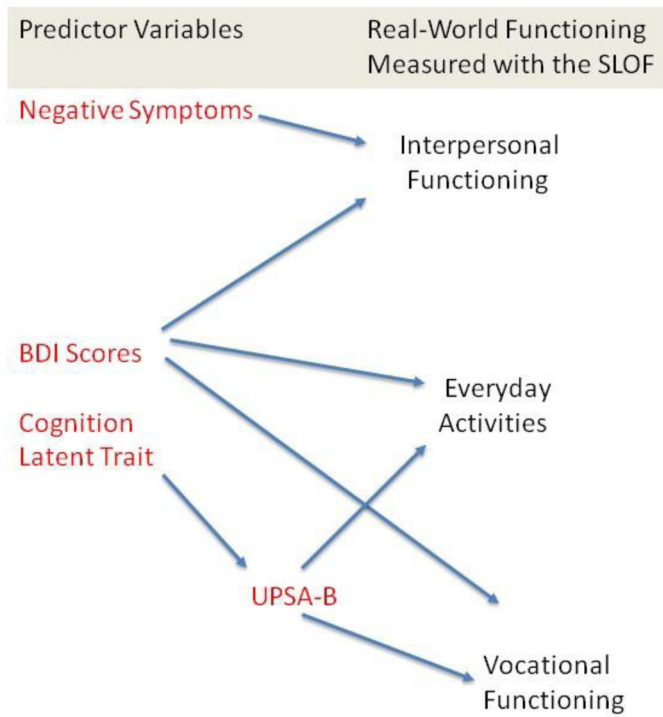 Predictor Variables
Real-World Functioning
Measured with the SLOF
Negative Symptoms
Interpersonal
Functioning
BDI Scores
Everyday
Activities
Cognition
Latent Trait
UPSA-B
Vocational
Functioning